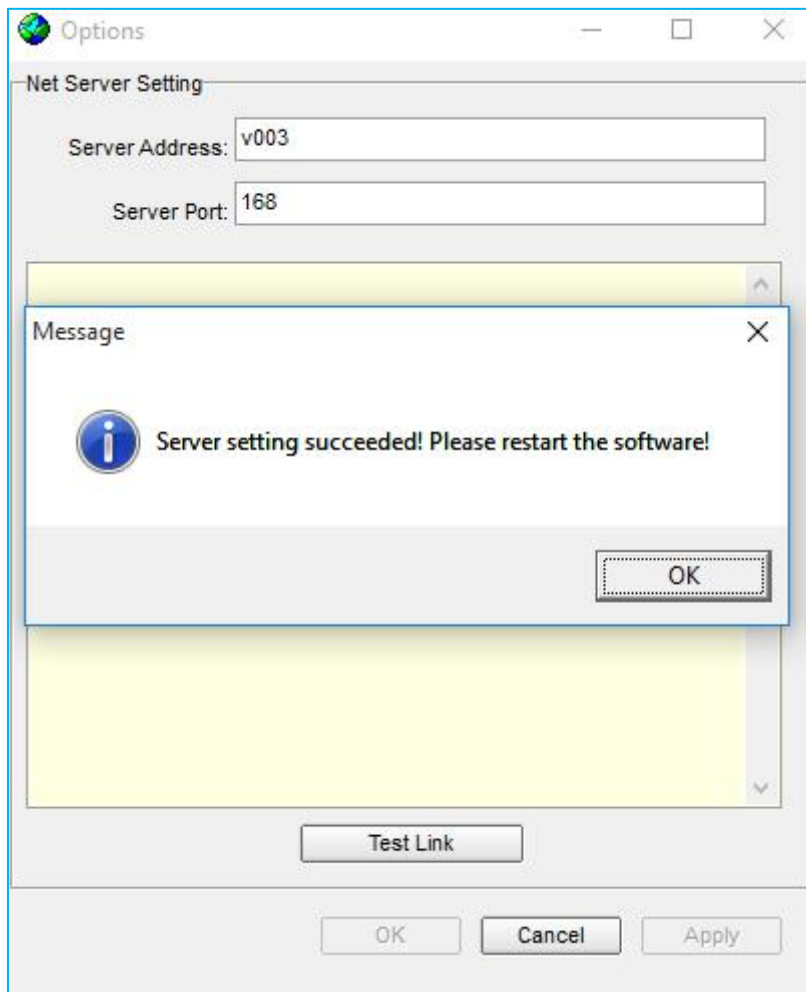 Options
Net Server Setting
Server Address: v003
Server Port: 168
Message
Server setting succeeded! Please restart the software!
OK
Test Link
OK Cancel Apply